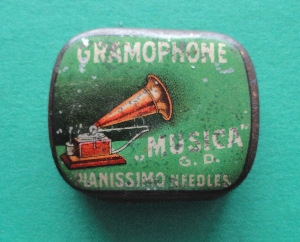 GRAMOPHONE
„MUSICA"
G.D.
PIANISSIMO NEEDLES